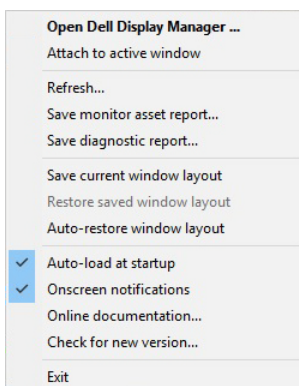 Open Dell Display Manager ...
Attach to active window
Refresh...
Save monitor asset report...
Save diagnostic report...
Save current window layout
Restore saved window layout
Auto-restore window layout
Auto-load at startup
Onscreen notifications
Online documentation...
Check for new version...
Exit